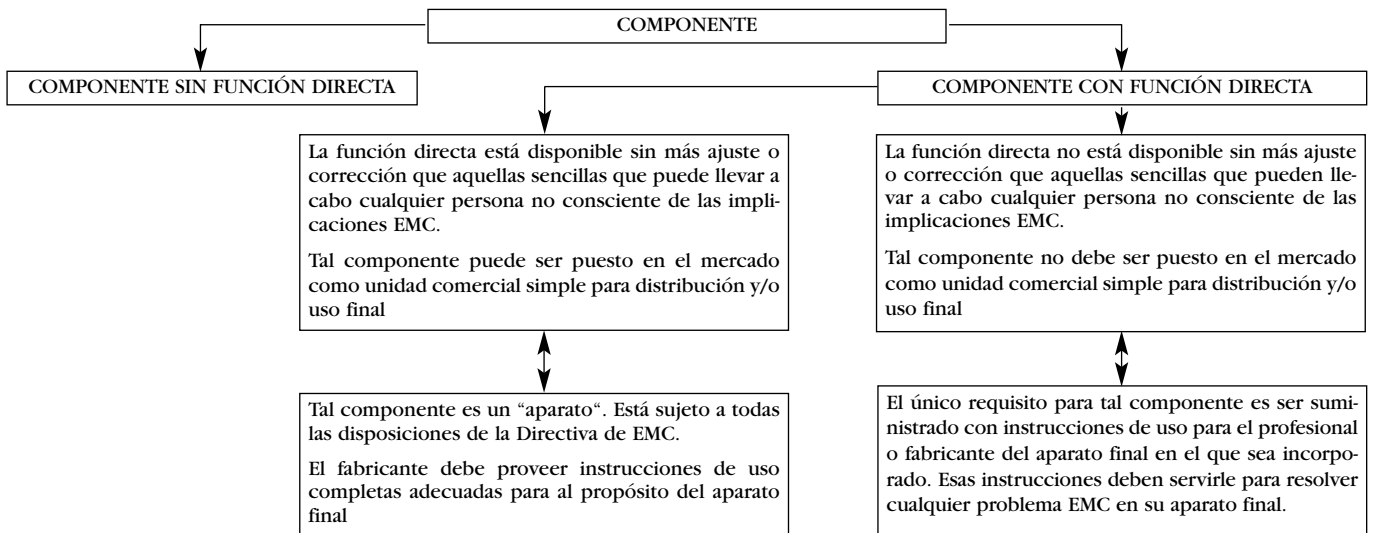 COMPONENTE
COMPONENTE SIN FUNCIÓN DIRECTA
COMPONENTE CON FUNCIÓN DIRECTA
La función directa está disponible sin más ajuste o
corrección que aquellas sencillas que puede llevar a
cabo cualquier persona no consciente de las impli-
caciones EMC.
Tal componente puede ser puesto en el mercado
como unidad comercial simple para distribución y/o
uso final
La función directa no está disponible sin más ajuste
o corrección que aquellas sencillas que pueden lle-
var a cabo cualquier persona no consciente de las
implicaciones EMC.
Tal componente no debe ser puesto en el mercado
como unidad comercial simple para distribución y/o
uso final
Tal componente es un “aparato“. Está sujeto a todas
las disposiciones de la Directiva de EMC.
El fabricante debe proveer instrucciones de uso
completas adecuadas para al propósito del aparato
final
El único requisito para tal componente es ser sumi-
nistrado con instrucciones de uso para el profesional
o fabricante del aparato final en el que sea incorpo-
rado. Esas instrucciones deben servirle para resolver
cualquier problema EMC en su aparato final.